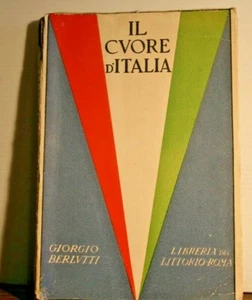 IL
CVORE
D'ITALIA
GIORGIO
BERLVTTI
LIBRERIA DEL
LITTORIO-ROMA